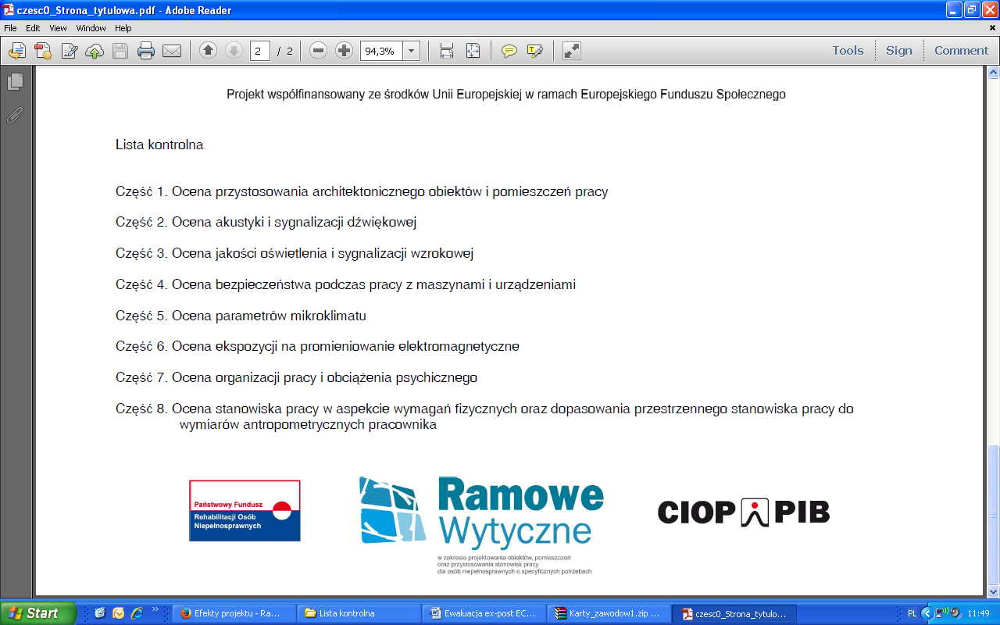 czesc0_Strona_tytulowa.pdf - Adobe Reader
File Edit View Window Help
2 / 2 94,3% Tools Sign Comment
Projekt współfinansowany ze środków Unii Europejskiej w ramach Europejskiego Funduszu Społecznego
Lista kontrolna
Część 1. Ocena przystosowania architektonicznego obiektów i pomieszczeń pracy
Część 2. Ocena akustyki i sygnalizacji dźwiękowej
Część 3. Ocena jakości oświetlenia i sygnalizacji wzrokowej
Część 4. Ocena bezpieczeństwa podczas pracy z maszynami i urządzeniami
Część 5. Ocena parametrów mikroklimatu
Część 6. Ocena ekspozycji na promieniowanie elektromagnetyczne
Część 7. Ocena organizacji pracy i obciążenia psychicznego
Część 8. Ocena stanowiska pracy w aspekcie wymagań fizycznych oraz dopasowania przestrzennego stanowiska pracy do
wymiarów antropometrycznych pracownika
Państwowy Fundusz
Rehabilitacji Osób
Niepełnosprawnych
Ramowe
Wytyczne
w zakresie projektowania obiektów, pomieszczeń
oraz przystosowania stanowisk pracy
dla osób niepełnosprawnych o specyficznych potrzebach
CIOP PIB
Start Efekty projektu - Ra... Lista kontrolna Ewaluacja ex-post EC... Karty_zawodow1.zip ... czesc0_Strona_tytulo... PL 11:49